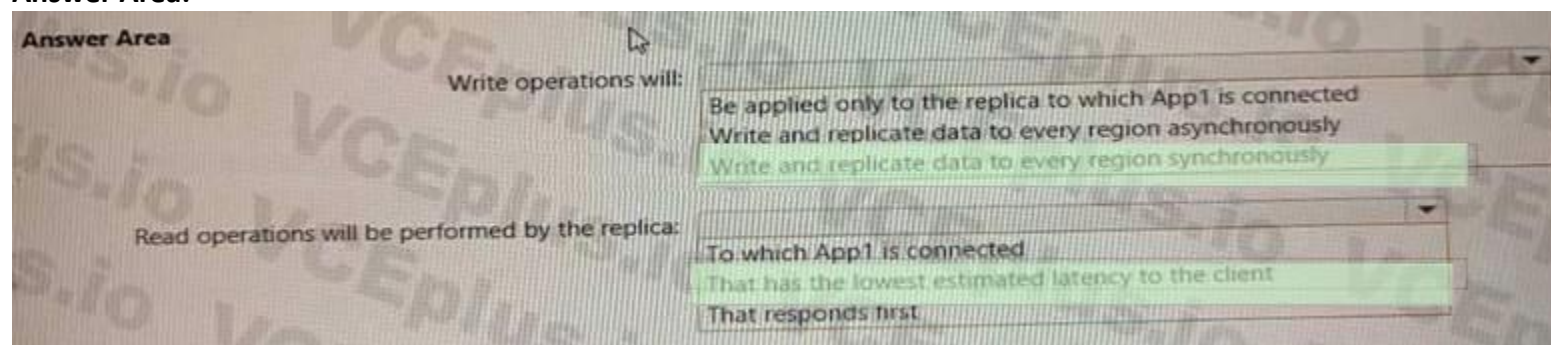 Answer Area
Write operations will:
Be applied only to the replica to which App1 is connected
Write and replicate data to every region asynchronously
Write and replicate data to every region synchronously
Read operations will be performed by the replica:
To which App1 is connected
That has the lowest estimated latency to the client
That responds first